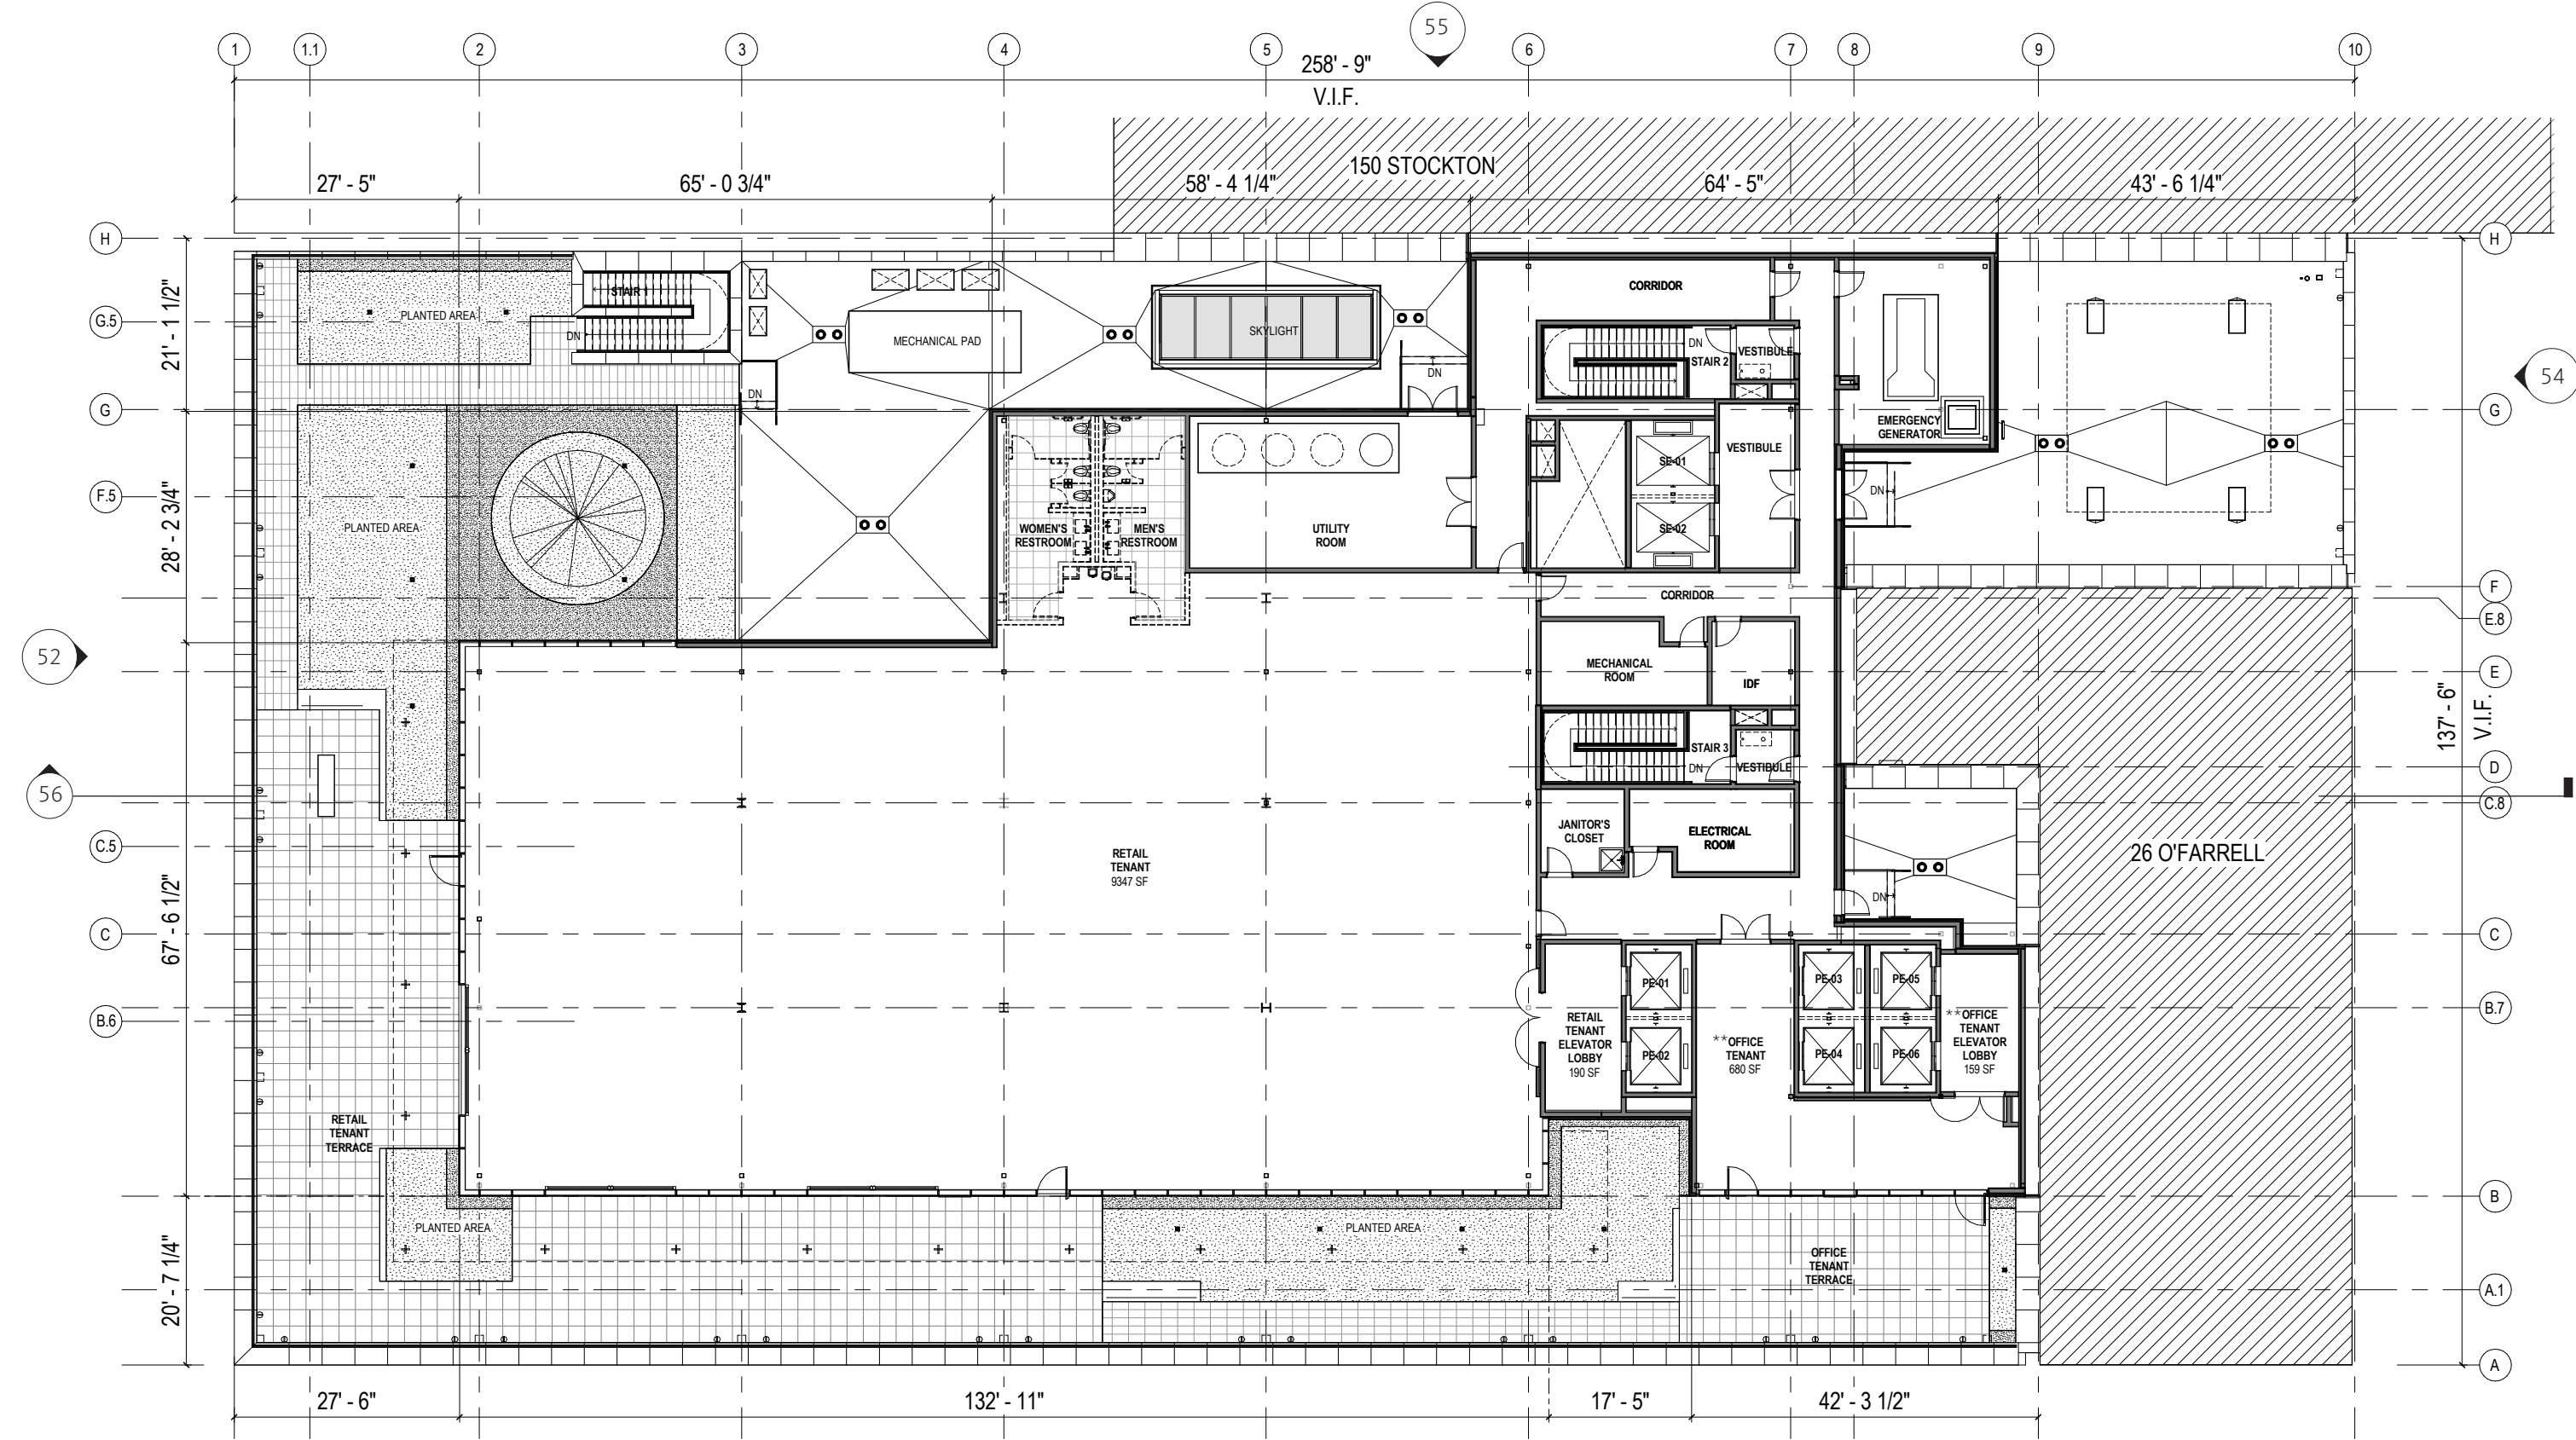 55
1
1.1
2
3
4
5
6
7
8
9
10
258' - 9"
V.I.F.
150 STOCKTON
27' - 5"
65' - 0 3/4"
58' - 4 1/4"
64' - 5"
43' - 6 1/4"
H
H
21' - 1 1/2"
STAIR 1
PLANTED AREA
DN
MECHANICAL PAD
SKYLIGHT
CORRIDOR
G.5
DN
STAIR 2
VESTIBULE
DN
DN
54
G
G
EMERGENCY
GENERATOR
VESTIBULE
SE-01
28' - 2 3/4"
F.5
DN
PLANTED AREA
WOMEN'S
RESTROOM
MEN'S
RESTROOM
UTILITY
ROOM
SE-02
F
CORRIDOR
E.8
52
MECHANICAL
ROOM
IDF
E
137' - 6"
V.I.F.
STAIR 3
DN
VESTIBULE
D
56
C.8
JANITOR'S
CLOSET
ELECTRICAL
ROOM
C.5
RETAIL
TENANT
9347 SF
26 O'FARRELL
DN
67' - 6 1/2"
C
C
PE-01
PE-03
PE-05
B.6
B.7
RETAIL
TENANT
ELEVATOR
LOBBY
190 SF
PE-02
**OFFICE
TENANT
680 SF
PE-04
PE-06
**OFFICE
TENANT
ELEVATOR
LOBBY
159 SF
RETAIL
TENANT
TERRACE
B
PLANTED AREA
PLANTED AREA
OFFICE
TENANT
TERRACE
20' - 7 1/4"
A.1
A
27' - 6"
132' - 11"
17' - 5"
42' - 3 1/2"